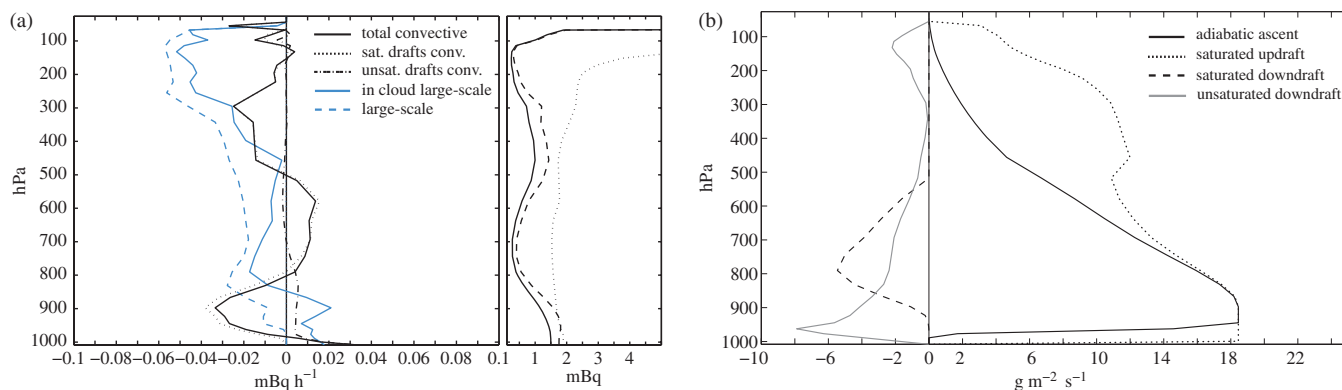 (a)
total convective
sat. drafts conv.
unsat. drafts conv.
in cloud large-scale
large-scale
100
200
300
400
500
600
700
800
900
1000
hPa
-0.1 -0.08 -0.06 -0.04 -0.02 0 0.02 0.04 0.06 0.08 0.1
mBq h⁻¹
1 2 3 4
mBq
(b)
adiabatic ascent
saturated updraft
saturated downdraft
unsaturated downdraft
100
200
300
400
500
600
700
800
900
1000
hPa
-10 -6 -2 0 2 6 10 14 18 22
g m⁻² s⁻¹